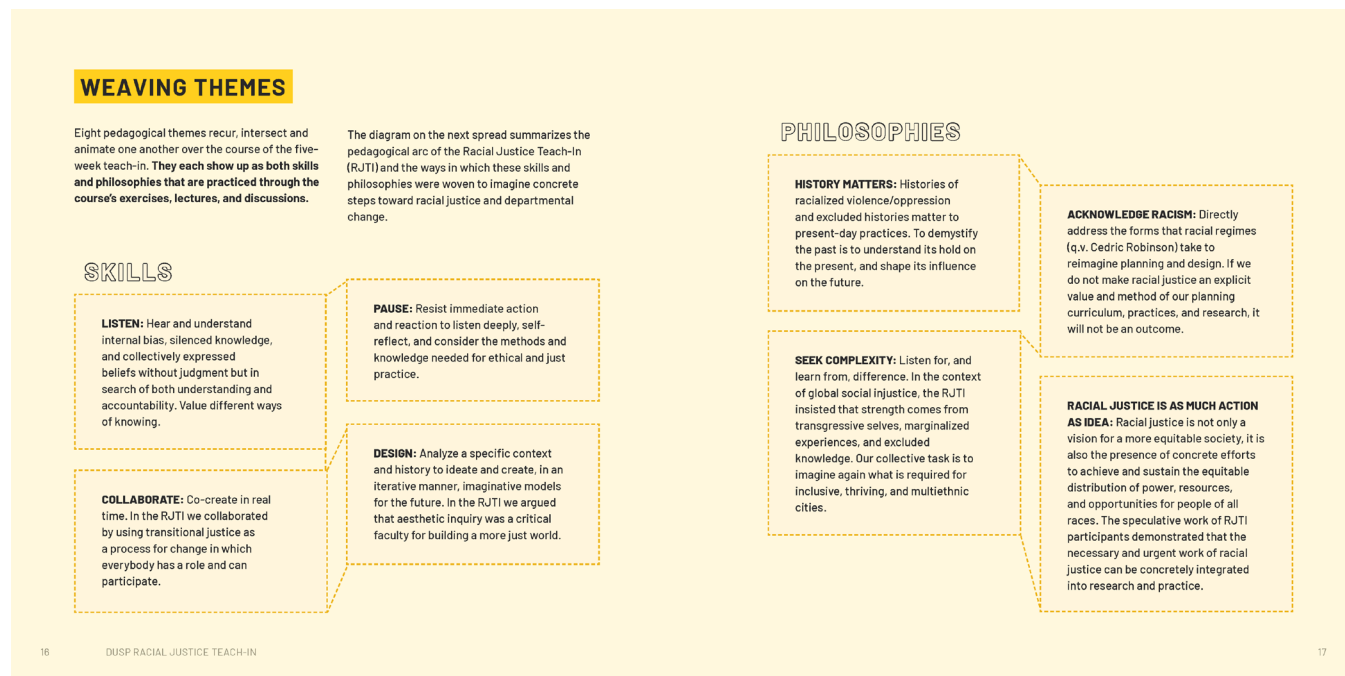 WEAVING THEMES
Eight pedagogical themes recur, intersect and
animate one another over the course of the five-
week teach-in. They each show up as both skills
and philosophies that are practiced through the
course's exercises, lectures, and discussions.
The diagram on the next spread summarizes the
pedagogical arc of the Racial Justice Teach-In
(RJTI) and the ways in which these skills and
philosophies were woven to imagine concrete
steps toward racial justice and departmental
change.
SKILLS
LISTEN: Hear and understand
internal bias, silenced knowledge,
and collectively expressed
beliefs without judgment but in
search of both understanding and
accountability. Value different ways
of knowing.
PAUSE: Resist immediate action
and reaction to listen deeply, self-
reflect, and consider the methods and
knowledge needed for ethical and just
practice.
COLLABORATE: Co-create in real
time. In the RJTI we collaborated
by using transitional justice as
a process for change in which
everybody has a role and can
participate.
DESIGN: Analyze a specific context
and history to ideate and create, in an
iterative manner, imaginative models
for the future. In the RJTI we argued
that aesthetic inquiry was a critical
faculty for building a more just world.
16
DUSP RACIAL JUSTICE TEACH-IN
PHILOSOPHIES
HISTORY MATTERS: Histories of
racialized violence/oppression
and excluded histories matter to
present-day practices. To demystify
the past is to understand its hold on
the present, and shape its influence
on the future.
ACKNOWLEDGE RACISM: Directly
address the forms that racial regimes
(q.v. Cedric Robinson) take to
reimagine planning and design. If we
do not make racial justice an explicit
value and method of our planning
curriculum, practices, and research, it
will not be an outcome.
SEEK COMPLEXITY: Listen for, and
learn from, difference. In the context
of global social injustice, the RJTI
insisted that strength comes from
transgressive selves, marginalized
experiences, and excluded
knowledge. Our collective task is to
imagine again what is required for
inclusive, thriving, and multiethnic
cities.
RACIAL JUSTICE IS AS MUCH ACTION
AS IDEA: Racial justice is not only a
vision for a more equitable society, it is
also the presence of concrete efforts
to achieve and sustain the equitable
distribution of power, resources,
and opportunities for people of all
races. The speculative work of RJTI
participants demonstrated that the
necessary and urgent work of racial
justice can be concretely integrated
into research and practice.
17